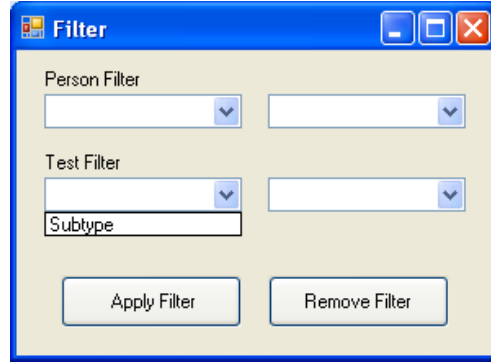 Filter
Person Filter
Test Filter
Subtype
Apply Filter Remove Filter